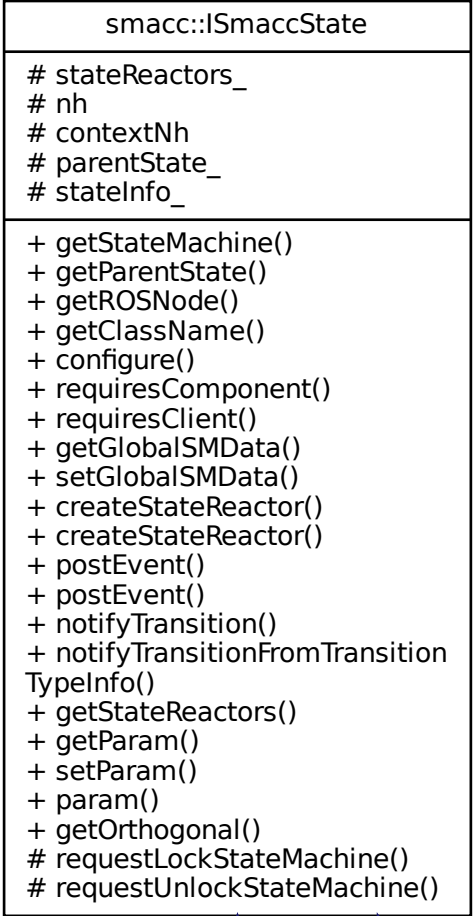 smacc::ISmaccState
# stateReactors_
# nh
# contextNh
# parentState_
# stateInfo_
+ getStateMachine()
+ getParentState()
+ getROSNode()
+ getClassName()
+ configure()
+ requiresComponent()
+ requiresClient()
+ getGlobalSMData()
+ setGlobalSMData()
+ createStateReactor()
+ createStateReactor()
+ postEvent()
+ postEvent()
+ notifyTransition()
+ notifyTransitionFromTransition
TypeInfo()
+ getStateReactors()
+ getParam()
+ setParam()
+ param()
+ getOrthogonal()
# requestLockStateMachine()
# requestUnlockStateMachine()